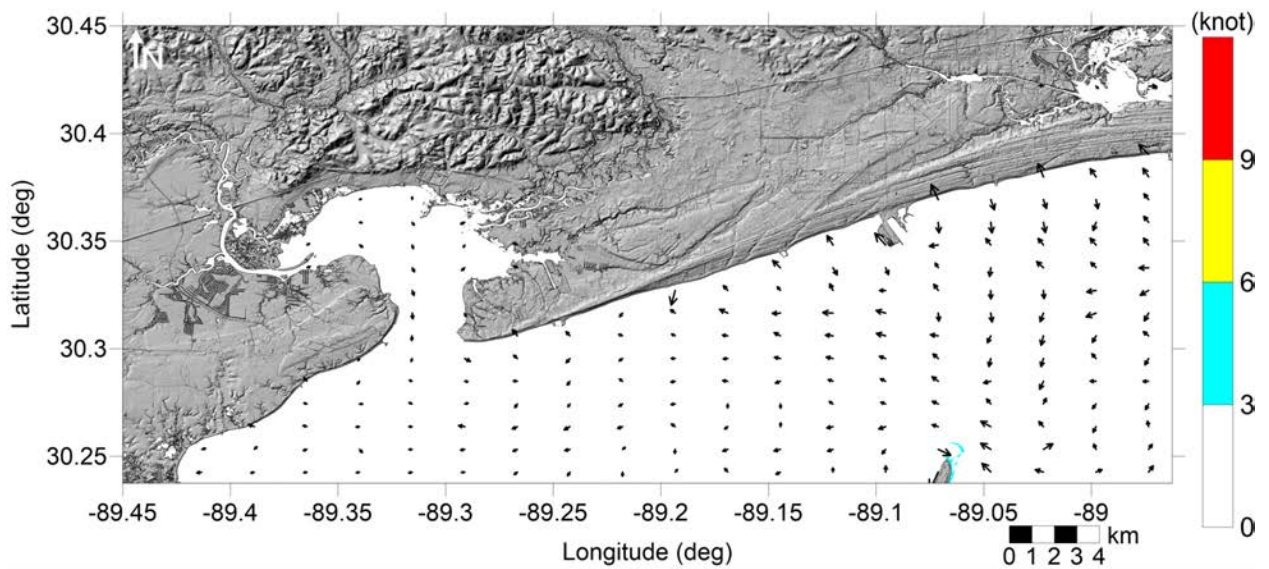 (knot)
30.45
N
30.4
9
30.35
Latitude (deg)
6
30.3
3
30.25
0
-89.45 -89.4 -89.35 -89.3 -89.25 -89.2 -89.15 -89.1 -89.05 -89
km
0 1 2 3 4
Longitude (deg)